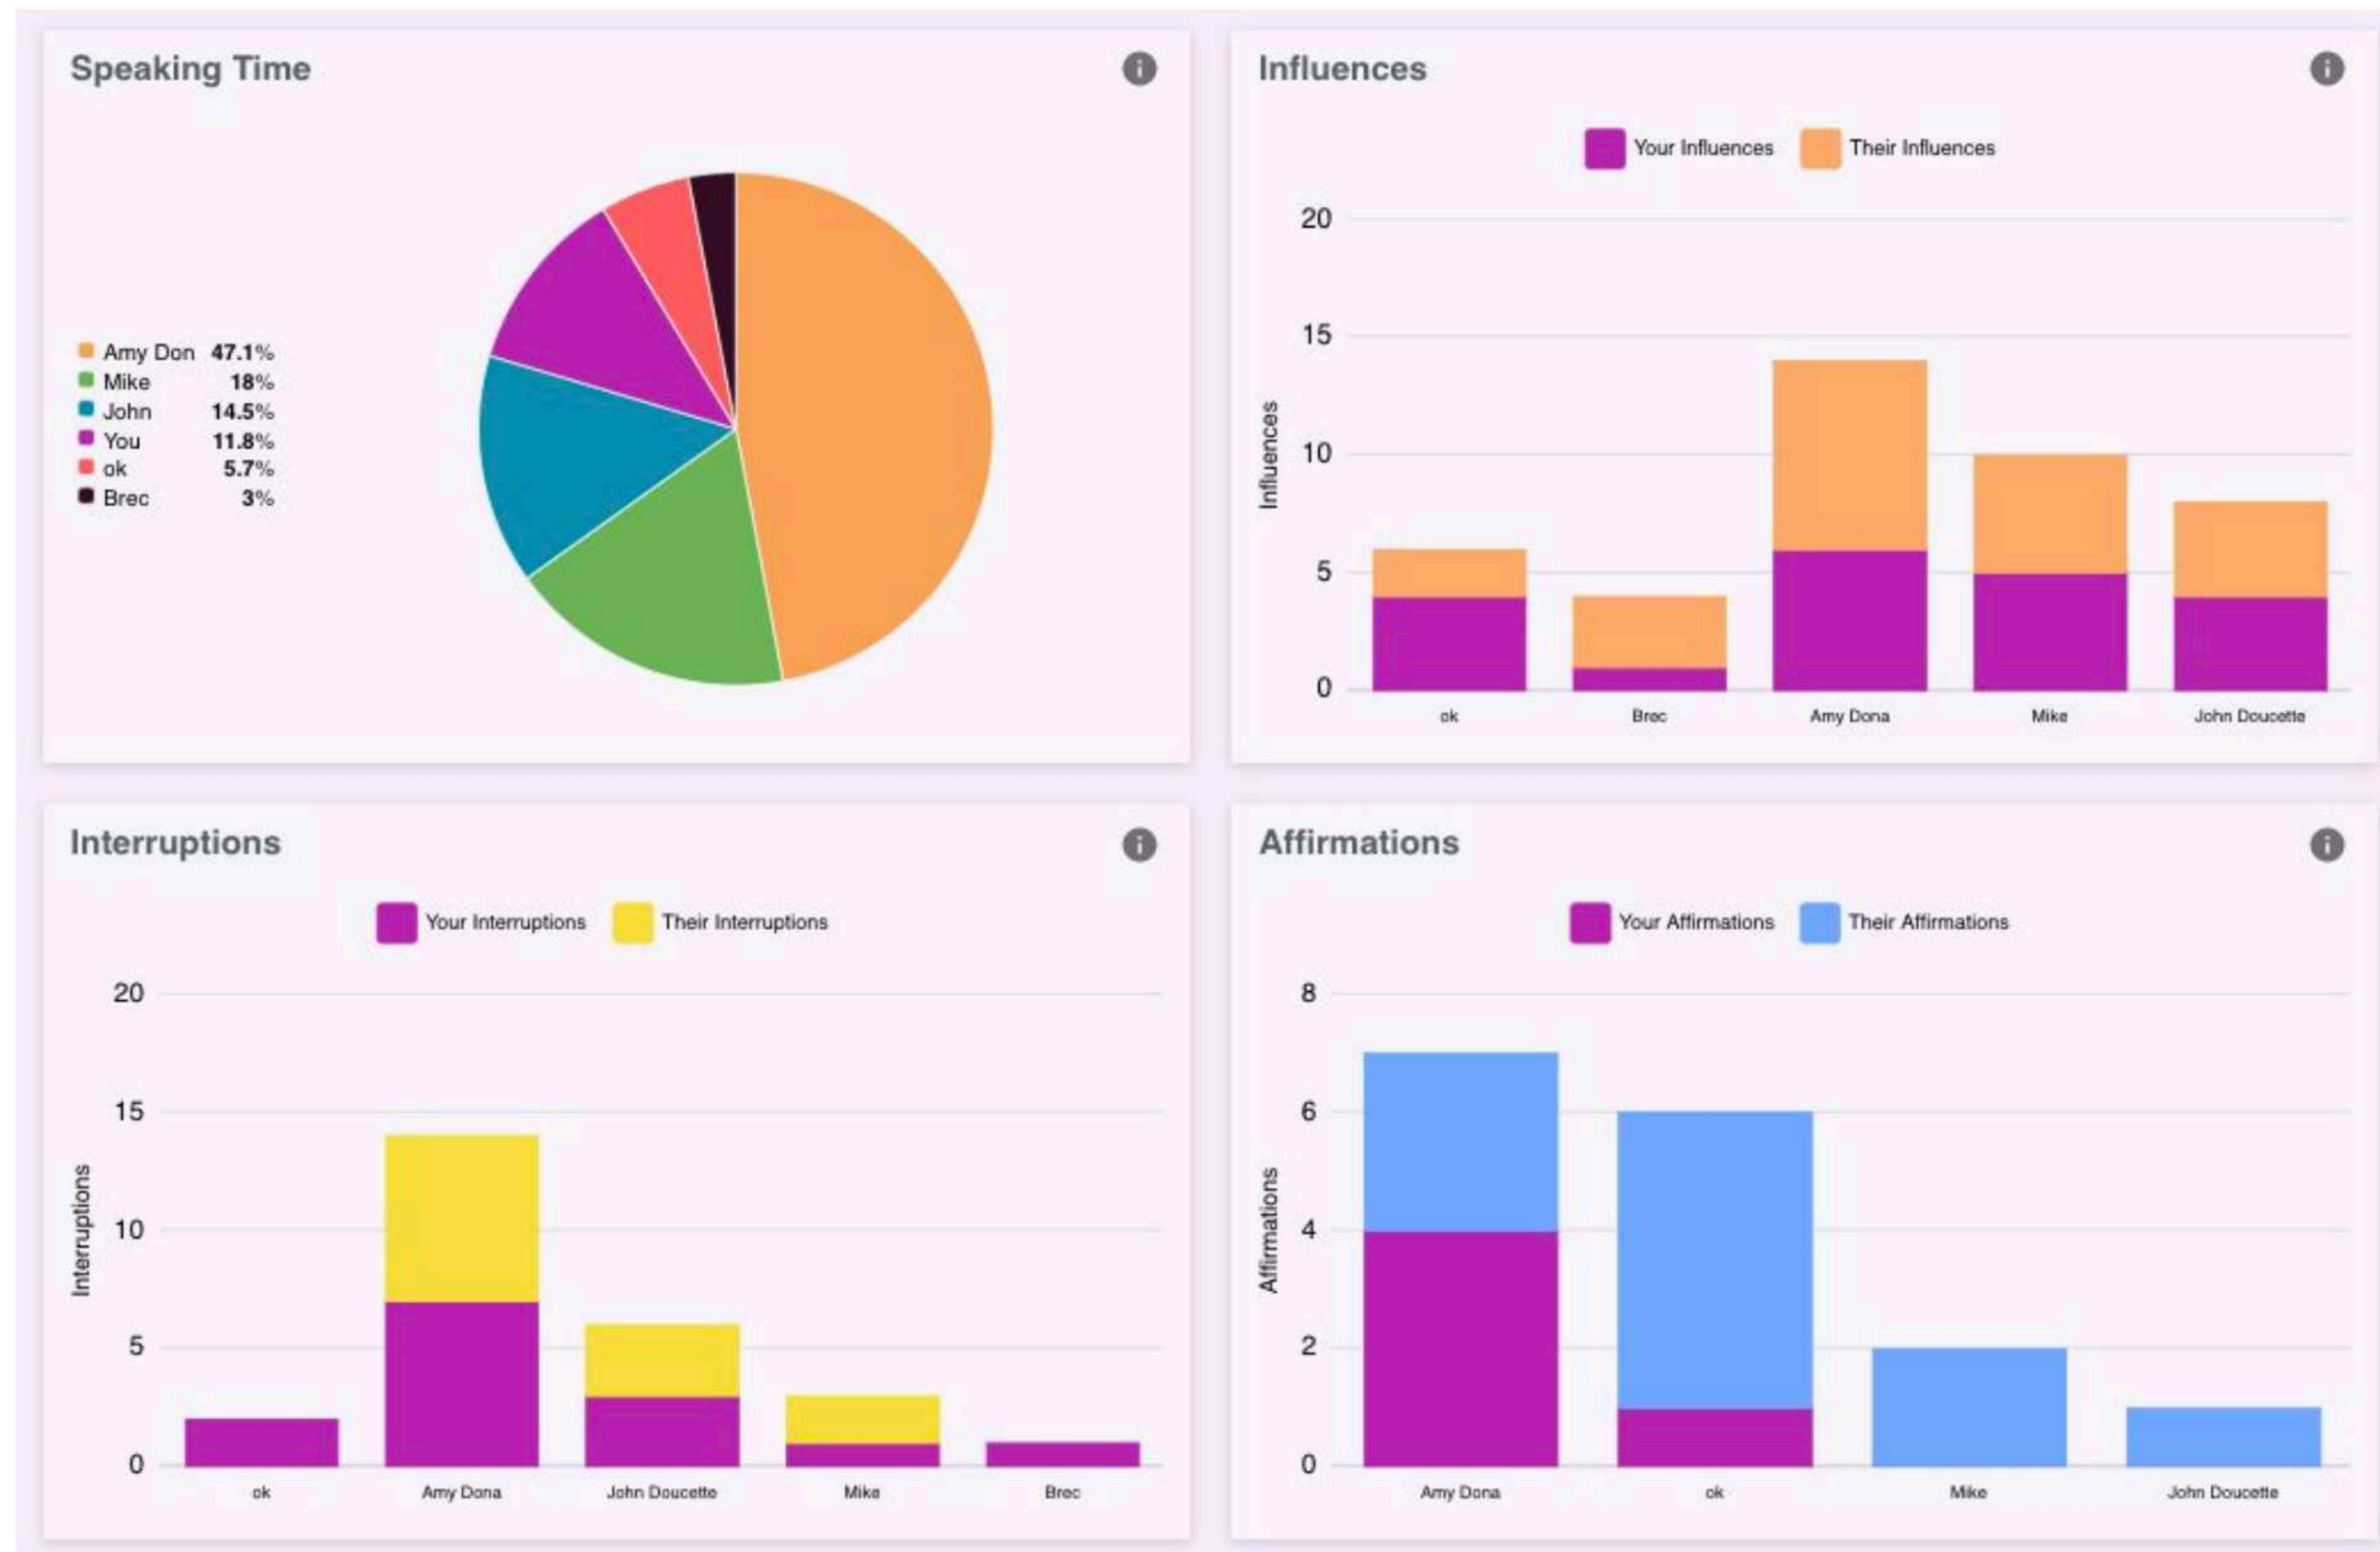 Speaking Time
Amy Don 47.1%
Mike 18%
John 14.5%
You 11.8%
ok 5.7%
Brec 3%
Influences
Your Influences Their Influences
20
15
10
5
0
Influences
ok Brec Amy Dona Mike John Doucette
Interruptions
Your Interruptions Their Interruptions
20
15
10
5
0
Interruptions
ok Amy Dona John Doucette Mike Brec
Affirmations
Your Affirmations Their Affirmations
8
6
4
2
0
Affirmations
Amy Dona ok Mike John Doucette